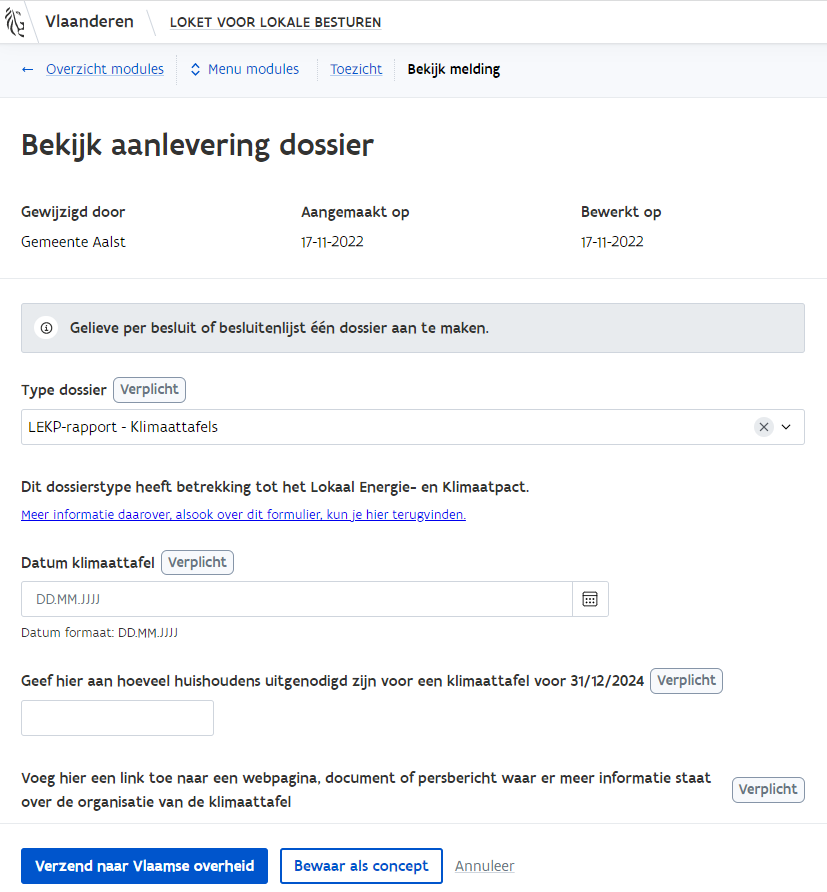 Vlaanderen
LOKET VOOR LOKALE BESTUREN
← Overzicht modules
Menu modules
Toezicht
Bekijk melding
Bekijk aanlevering dossier
Gewijzigd door
Aangemaakt op
Bewerkt op
Gemeente Aalst
17-11-2022
17-11-2022
Gelieve per besluit of besluitenlijst één dossier aan te maken.
Type dossier Verplicht
LEKP-rapport - Klimaattafels
Dit dossierstype heeft betrekking tot het Lokaal Energie- en Klimaatpact.
Meer informatie daarover, alsook over dit formulier, kun je hier terugvinden.
Datum klimaattafel Verplicht
DD.MM.JJJJ
Datum formaat: DD.MM.JJJJ
Geef hier aan hoeveel huishoudens uitgenodigd zijn voor een klimaattafel voor 31/12/2024 Verplicht
Voeg hier een link toe naar een webpagina, document of persbericht waar er meer informatie staat
over de organisatie van de klimaattafel
Verplicht
Verzend naar Vlaamse overheid
Bewaar als concept
Annuleer